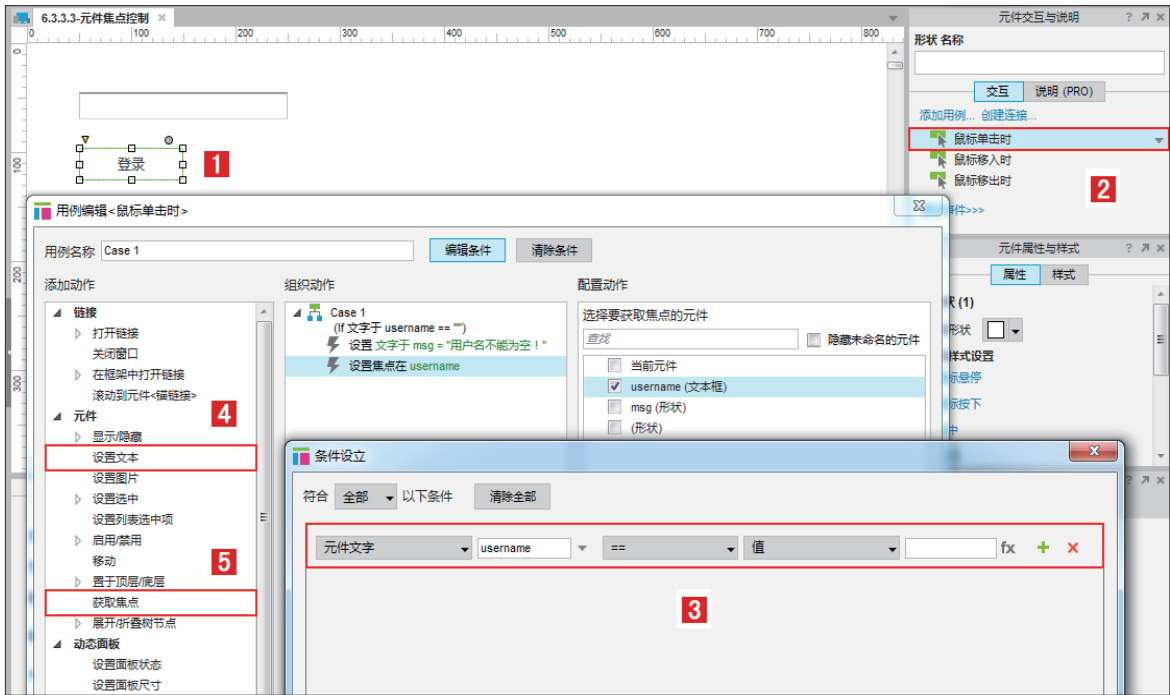 6.3.3.3-元件焦点控制
0 100 200 300 400 500 600 700 800
0
100
200
300
登录
1
元件交互与说明
形状 名称
交互 说明 (PRO)
添加用例... 创建连接...
鼠标单击时
鼠标移入时
鼠标移出时
2
事件>>>
元件属性与样式
属性 样式
状 (1)
形状
样式设置
标悬停
标按下
中
用例编辑<鼠标单击时>
用例名称 Case 1 编辑条件 清除条件
添加动作
链接
打开链接
关闭窗口
在框架中打开链接
滚动到元件<锚链接>
元件
4
显示/隐藏
设置文本
设置图片
设置选中
设置列表选中项
启用/禁用
移动
5
置于顶层/底层
获取焦点
展开/折叠树节点
动态面板
设置面板状态
设置面板尺寸
组织动作
Case 1
(If 文字于 username == "")
设置 文字于 msg = "用户名不能为空！"
设置焦点在 username
配置动作
选择要获取焦点的元件
查找 隐藏未命名的元件
当前元件
username (文本框)
msg (形状)
(形状)
条件设立
符合 全部 以下条件 清除全部
元件文字 username == 值 fx
3